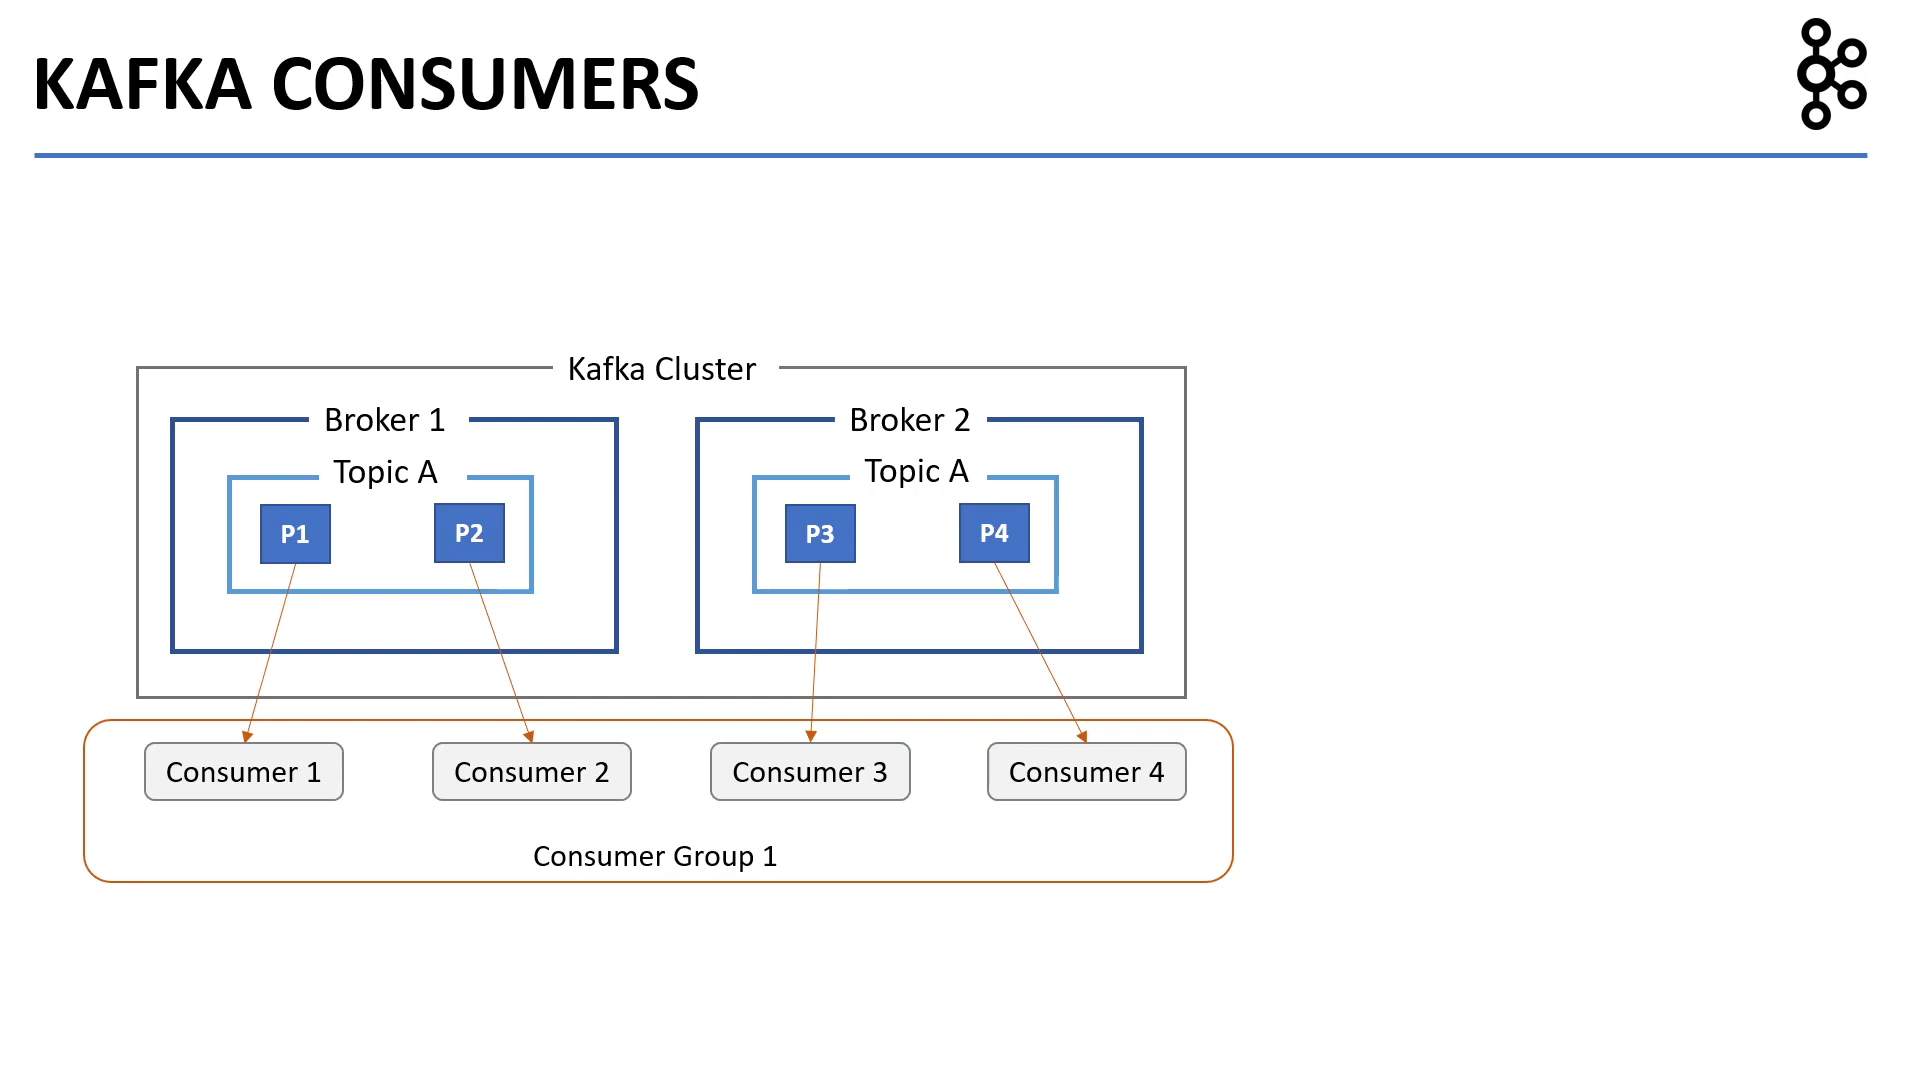 KAFKA CONSUMERS
Kafka Cluster
Broker 1
Broker 2
Topic A
Topic A
P1
P2
P3
P4
Consumer 1
Consumer 2
Consumer 3
Consumer 4
Consumer Group 1